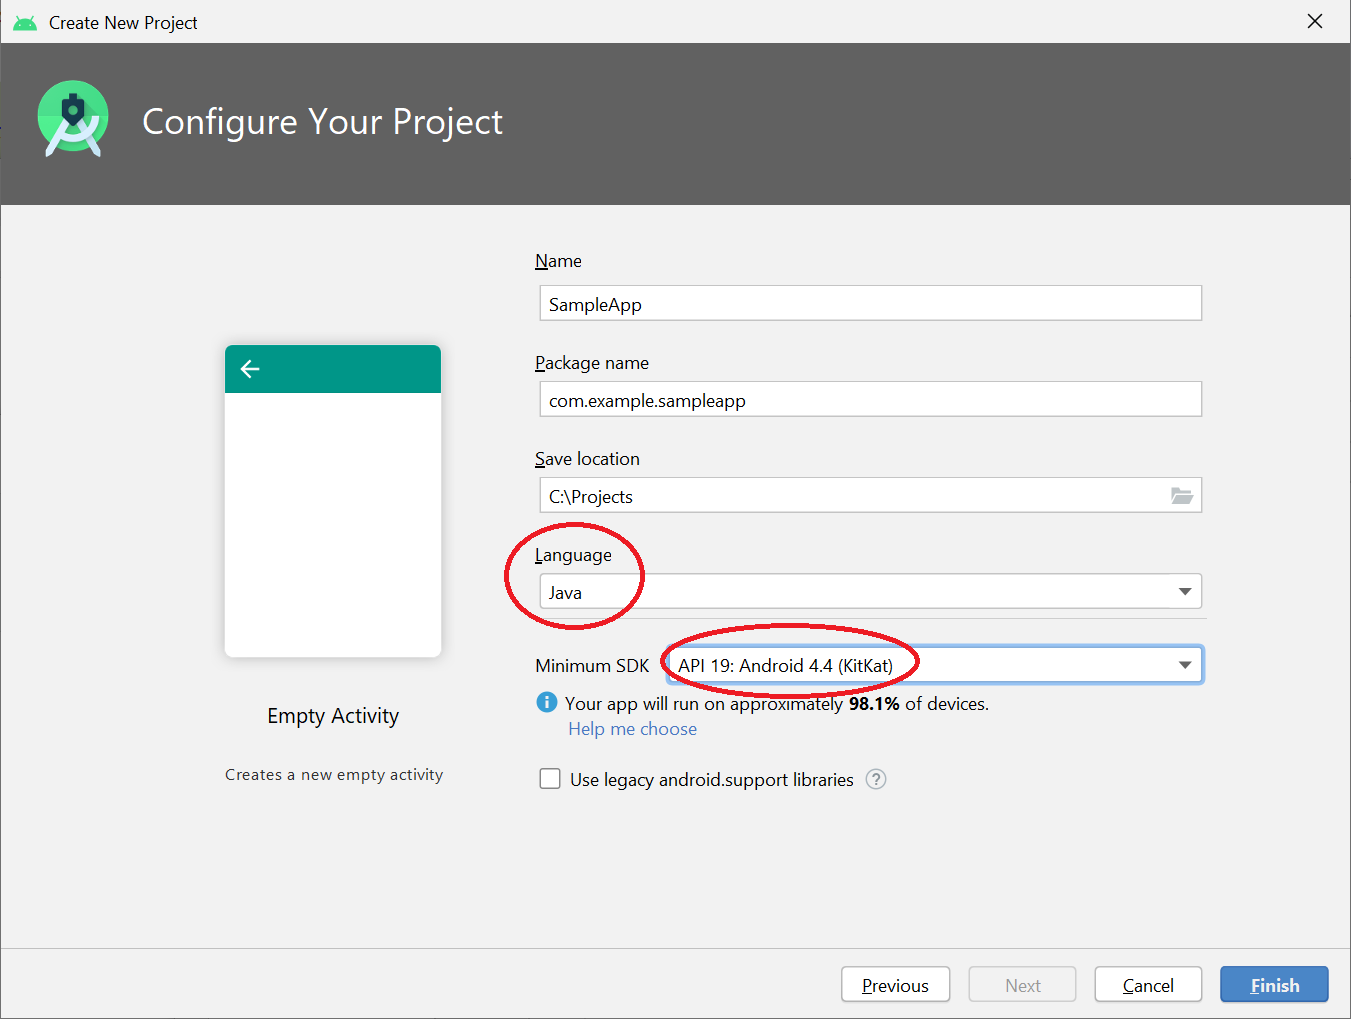 Create New Project
Configure Your Project
Name
SampleApp
Package name
com.example.sampleapp
Save location
C:\Projects
Language
Java
Minimum SDK API 19: Android 4.4 (KitKat)
i Your app will run on approximately 98.1% of devices.
Help me choose
Use legacy android.support libraries ?
Empty Activity
Creates a new empty activity
Previous Next Cancel Finish